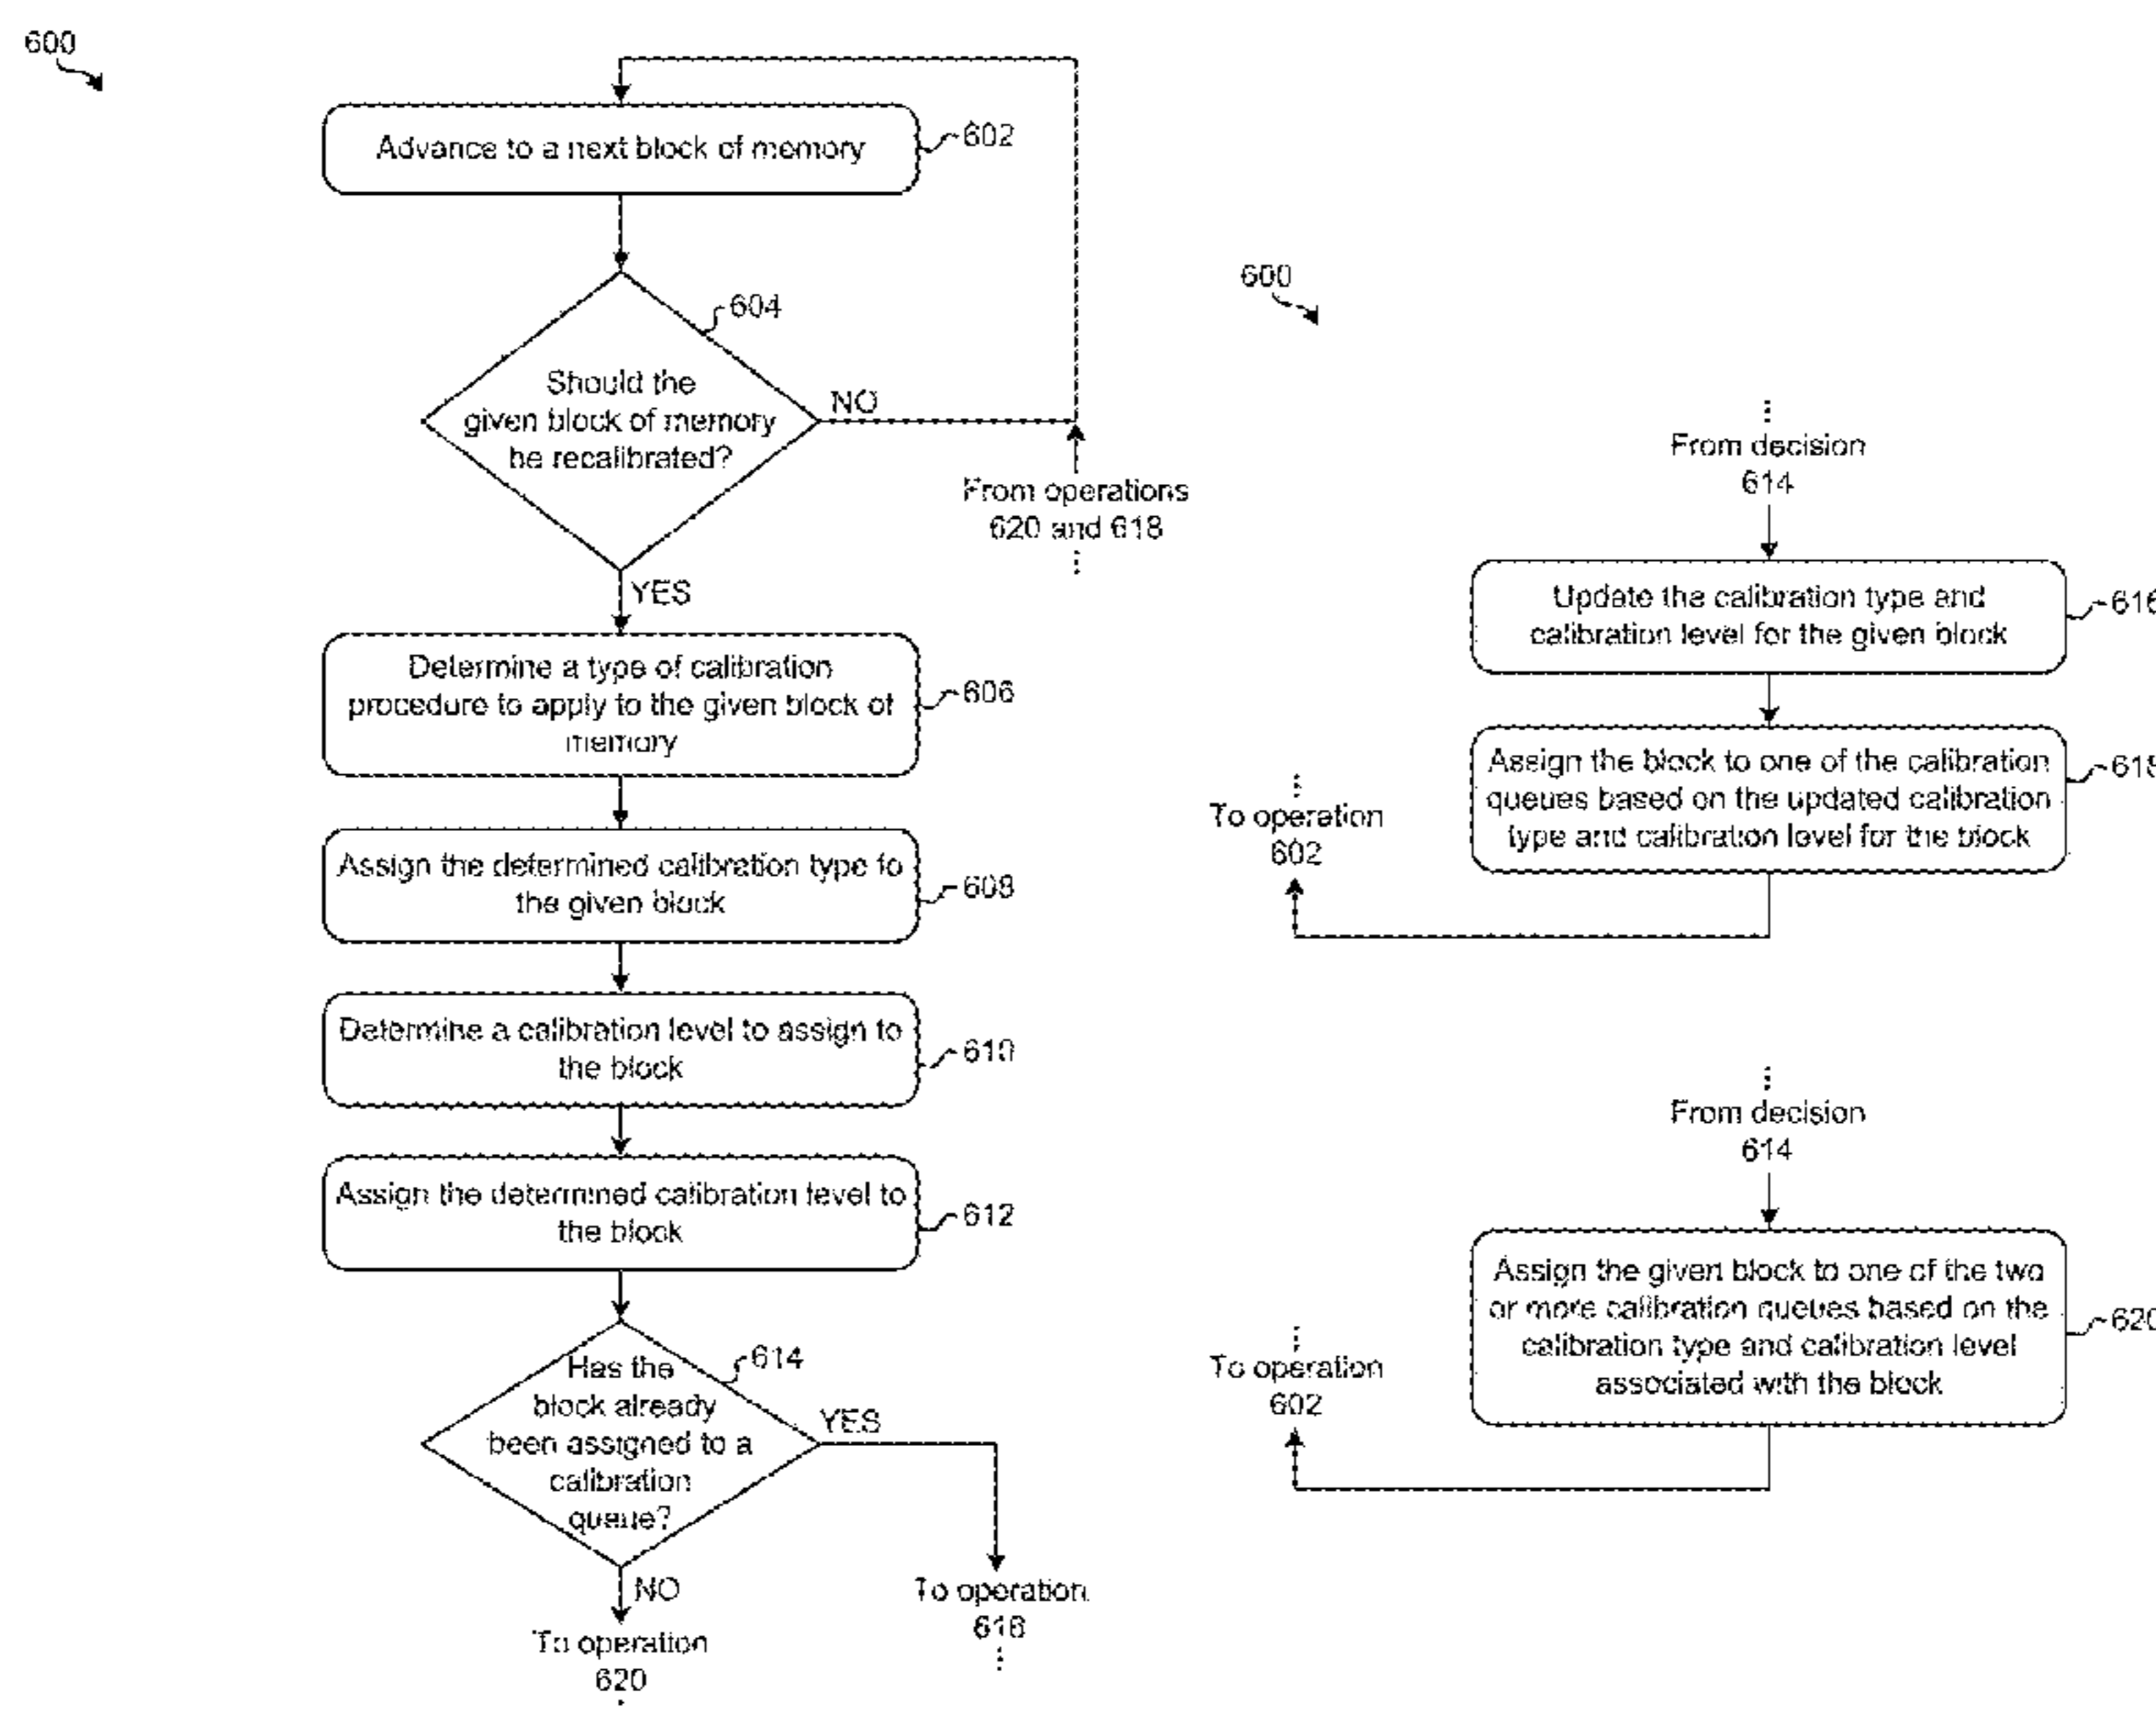 600
Advance to a next block of memory
602
604
Should the
given block of memory
be recalibrated?
NO
From operations
620 and 618
YES
Determine a type of calibration
procedure to apply to the given block of
memory
606
Assign the determined calibration type to
the given block
608
Determine a calibration level to assign to
the block
610
Assign the determined calibration level to
the block
612
614
Has the
block already
been assigned to a
calibration
queue?
YES
NO
To operation
620
To operation
616
600
From decision
614
Update the calibration type and
calibration level for the given block
616
Assign the block to one of the calibration
queues based on the updated calibration
type and calibration level for the block
618
To operation
602
From decision
614
Assign the given block to one of the two
or more calibration queues based on the
calibration type and calibration level
associated with the block
620
To operation
602